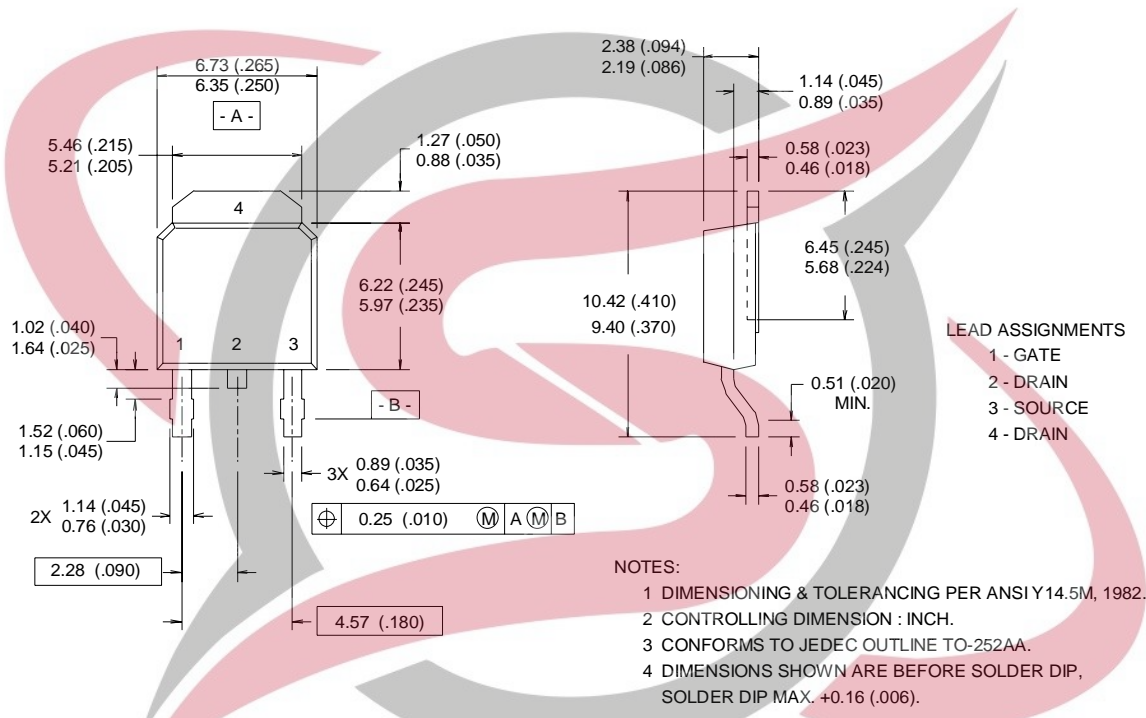 6.73 (.265)
6.35 (.250)
- A -
5.46 (.215)
5.21 (.205)
1.27 (.050)
0.88 (.035)
4
6.22 (.245)
5.97 (.235)
1.02 (.040)
1.64 (.025)
1 2 3
- B -
1.52 (.060)
1.15 (.045)
3X 0.89 (.035)
0.64 (.025)
2X 1.14 (.045)
0.76 (.030)
⌖ 0.25 (.010) Ⓜ A Ⓜ B
2.28 (.090)
4.57 (.180)
2.38 (.094)
2.19 (.086)
1.14 (.045)
0.89 (.035)
0.58 (.023)
0.46 (.018)
6.45 (.245)
5.68 (.224)
10.42 (.410)
9.40 (.370)
0.51 (.020)
MIN.
0.58 (.023)
0.46 (.018)
LEAD ASSIGNMENTS
1 - GATE
2 - DRAIN
3 - SOURCE
4 - DRAIN
NOTES:
1 DIMENSIONING & TOLERANCING PER ANSI Y14.5M, 1982.
2 CONTROLLING DIMENSION : INCH.
3 CONFORMS TO JEDEC OUTLINE TO-252AA.
4 DIMENSIONS SHOWN ARE BEFORE SOLDER DIP,
SOLDER DIP MAX. +0.16 (.006).